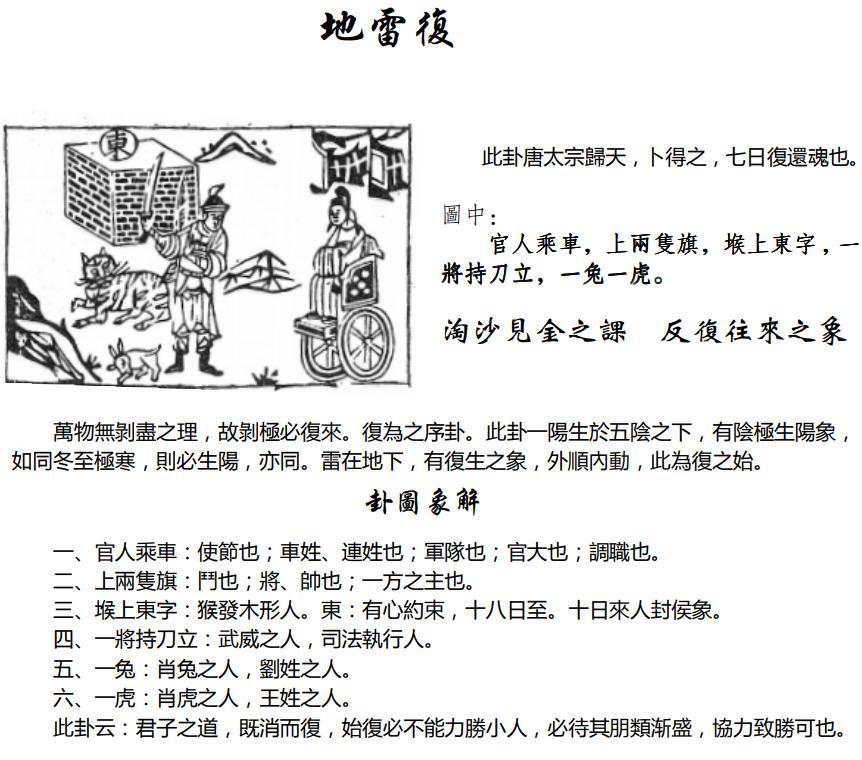 地雷復
東
此卦唐太宗歸天，卜得之，七日復還魂也。
圖中：
官人乘車，上兩隻旗，堠上東字，一
將持刀立，一兔一虎。
淘沙見金之課　反復往來之象
萬物無剝盡之理，故剝極必復來。復為之序卦。此卦一陽生於五陰之下，有陰極生陽象，
如同冬至極寒，則必生陽，亦同。雷在地下，有復生之象，外順內動，此為復之始。
卦圖象解
一、官人乘車：使節也；車姓、連姓也；軍隊也；官大也；調職也。
二、上兩隻旗：鬥也；將、帥也；一方之主也。
三、堠上東字：猴發木形人。東：有心約束，十八日至。十日來人封侯象。
四、一將持刀立：武威之人，司法執行人。
五、一兔：肖兔之人，劉姓之人。
六、一虎：肖虎之人，王姓之人。
此卦云：君子之道，既消而復，始復必不能力勝小人，必待其朋類渐盛，協力致勝可也。